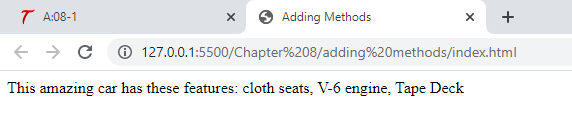 A:08-1
Adding Methods
127.0.0.1:5500/Chapter%208/adding%20methods/index.html
This amazing car has these features: cloth seats, V-6 engine, Tape Deck